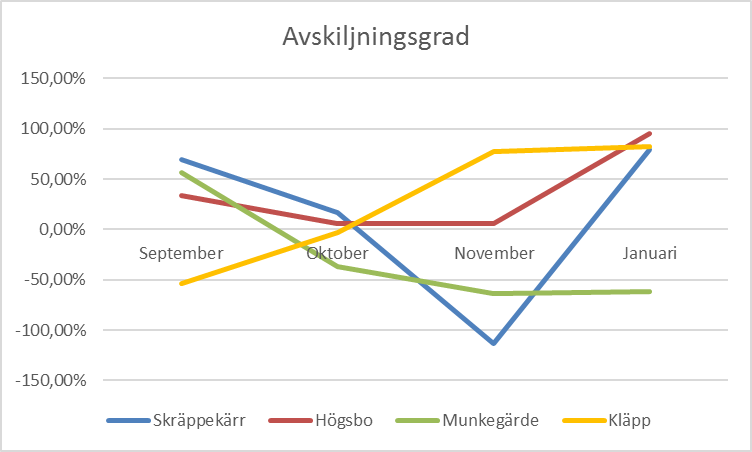 Avskiljningsgrad
150,00%
100,00%
50,00%
0,00%
-50,00%
-100,00%
-150,00%
September Oktober November Januari
Skräppekärr Högsbo Munkegärde Kläpp